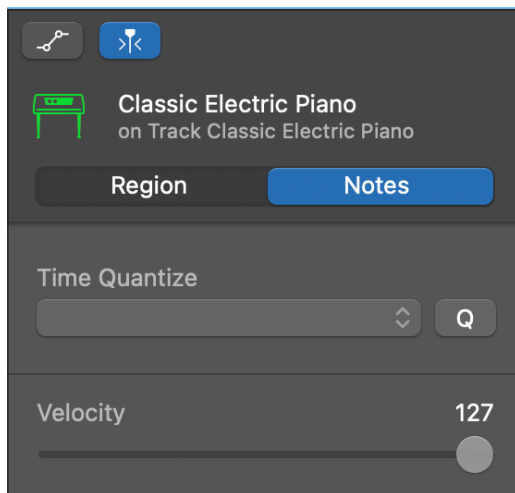 Classic Electric Piano
on Track Classic Electric Piano
Region Notes
Time Quantize
Q
Velocity 127